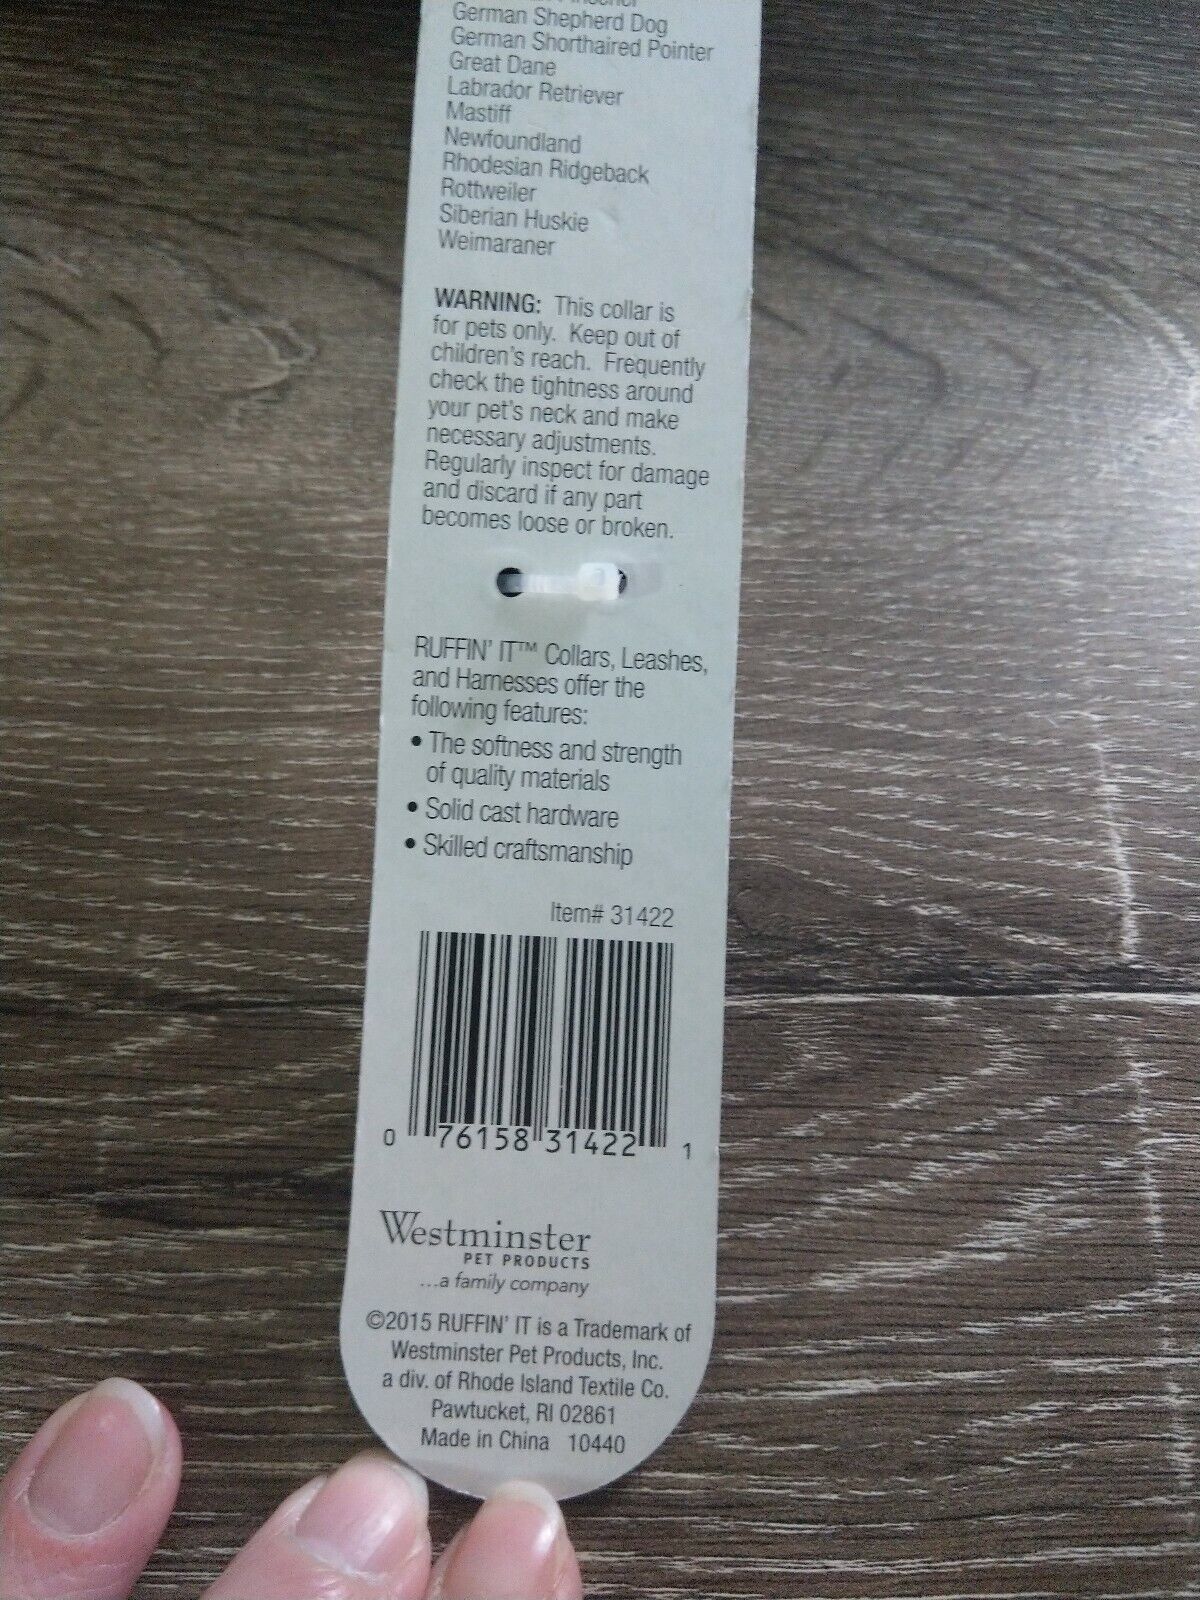 German Shepherd Dog
German Shorthaired Pointer
Great Dane
Labrador Retriever
Mastiff
Newfoundland
Rhodesian Ridgeback
Rottweiler
Siberian Huskie
Weimaraner
WARNING: This collar is
for pets only. Keep out of
children's reach. Frequently
check the tightness around
your pet's neck and make
necessary adjustments.
Regularly inspect for damage
and discard if any part
becomes loose or broken.
RUFFIN' IT™ Collars, Leashes,
and Harnesses offer the
following features:
• The softness and strength
of quality materials
• Solid cast hardware
• Skilled craftsmanship
Item# 31422
0 76158 31422 1
Westminster
PET PRODUCTS
...a family company
©2015 RUFFIN' IT is a Trademark of
Westminster Pet Products, Inc.
a div. of Rhode Island Textile Co.
Pawtucket, RI 02861
Made in China 10440